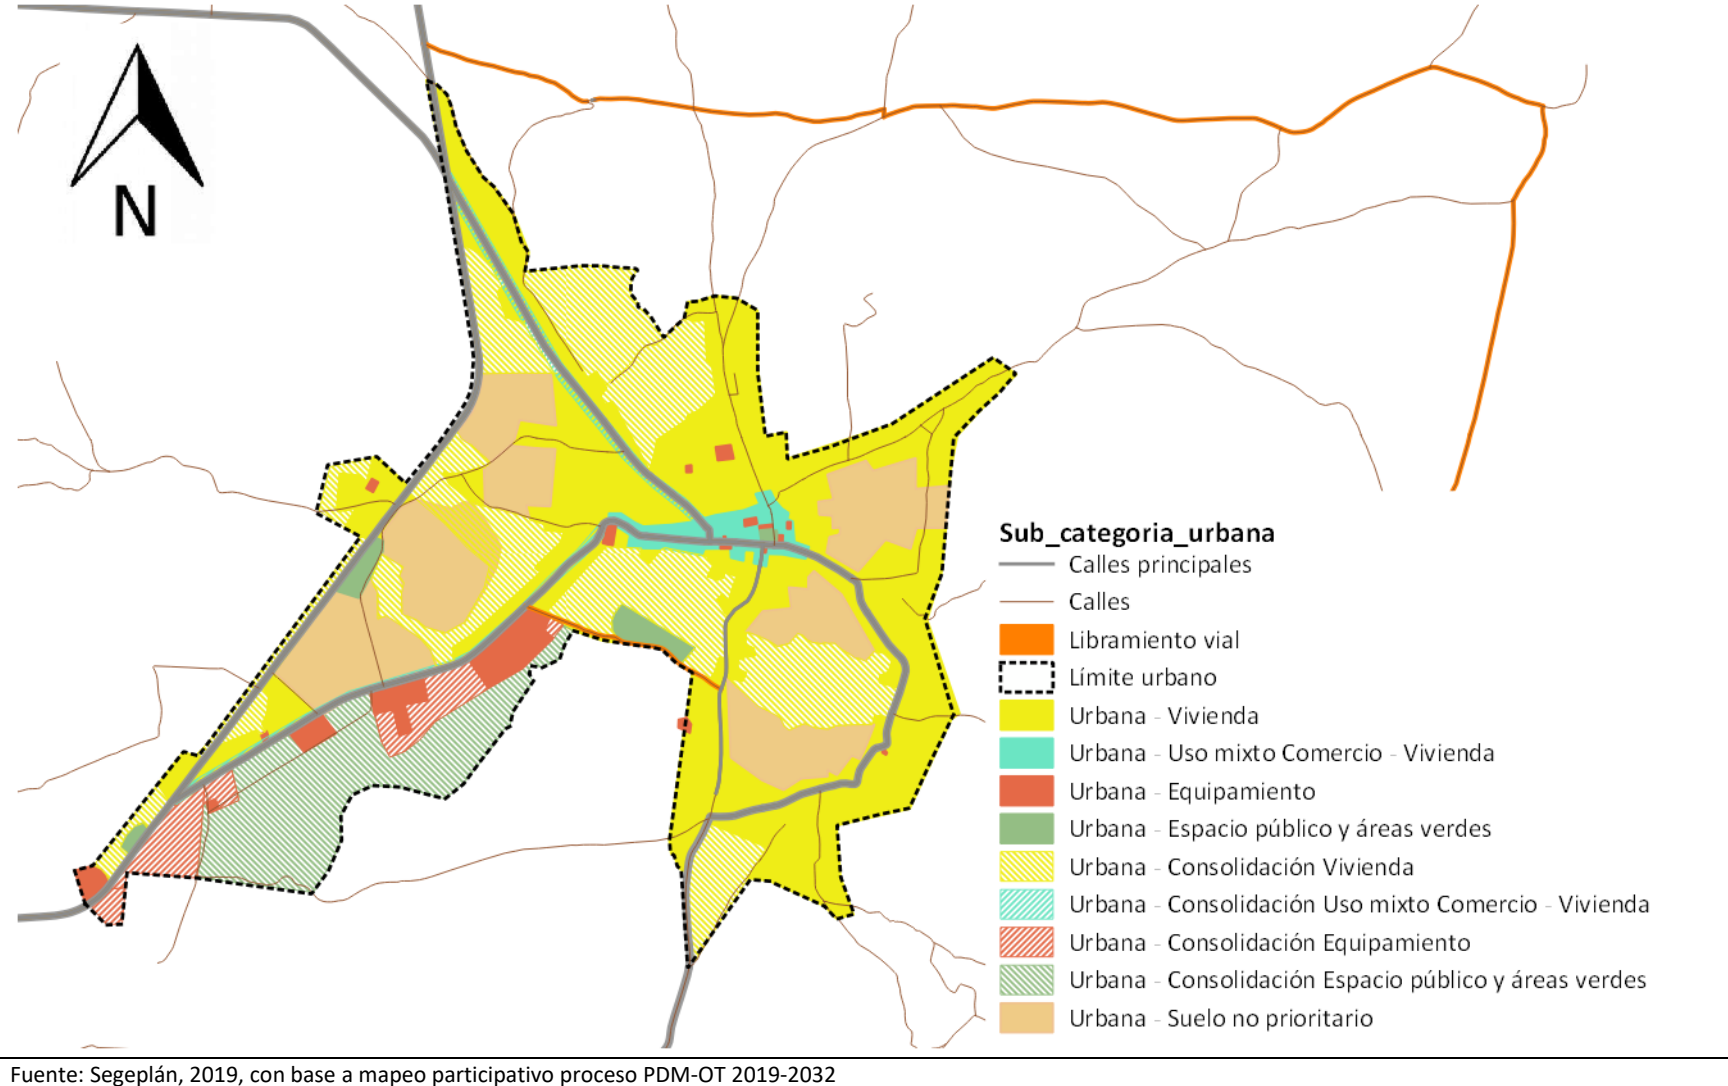 N
Sub_categoria_urbana
Calles principales
Calles
Libramiento vial
Límite urbano
Urbana - Vivienda
Urbana - Uso mixto Comercio - Vivienda
Urbana - Equipamiento
Urbana - Espacio público y áreas verdes
Urbana - Consolidación Vivienda
Urbana - Consolidación Uso mixto Comercio - Vivienda
Urbana - Consolidación Equipamiento
Urbana - Consolidación Espacio público y áreas verdes
Urbana - Suelo no prioritario
Fuente: Segeplán, 2019, con base a mapeo participativo proceso PDM-OT 2019-2032